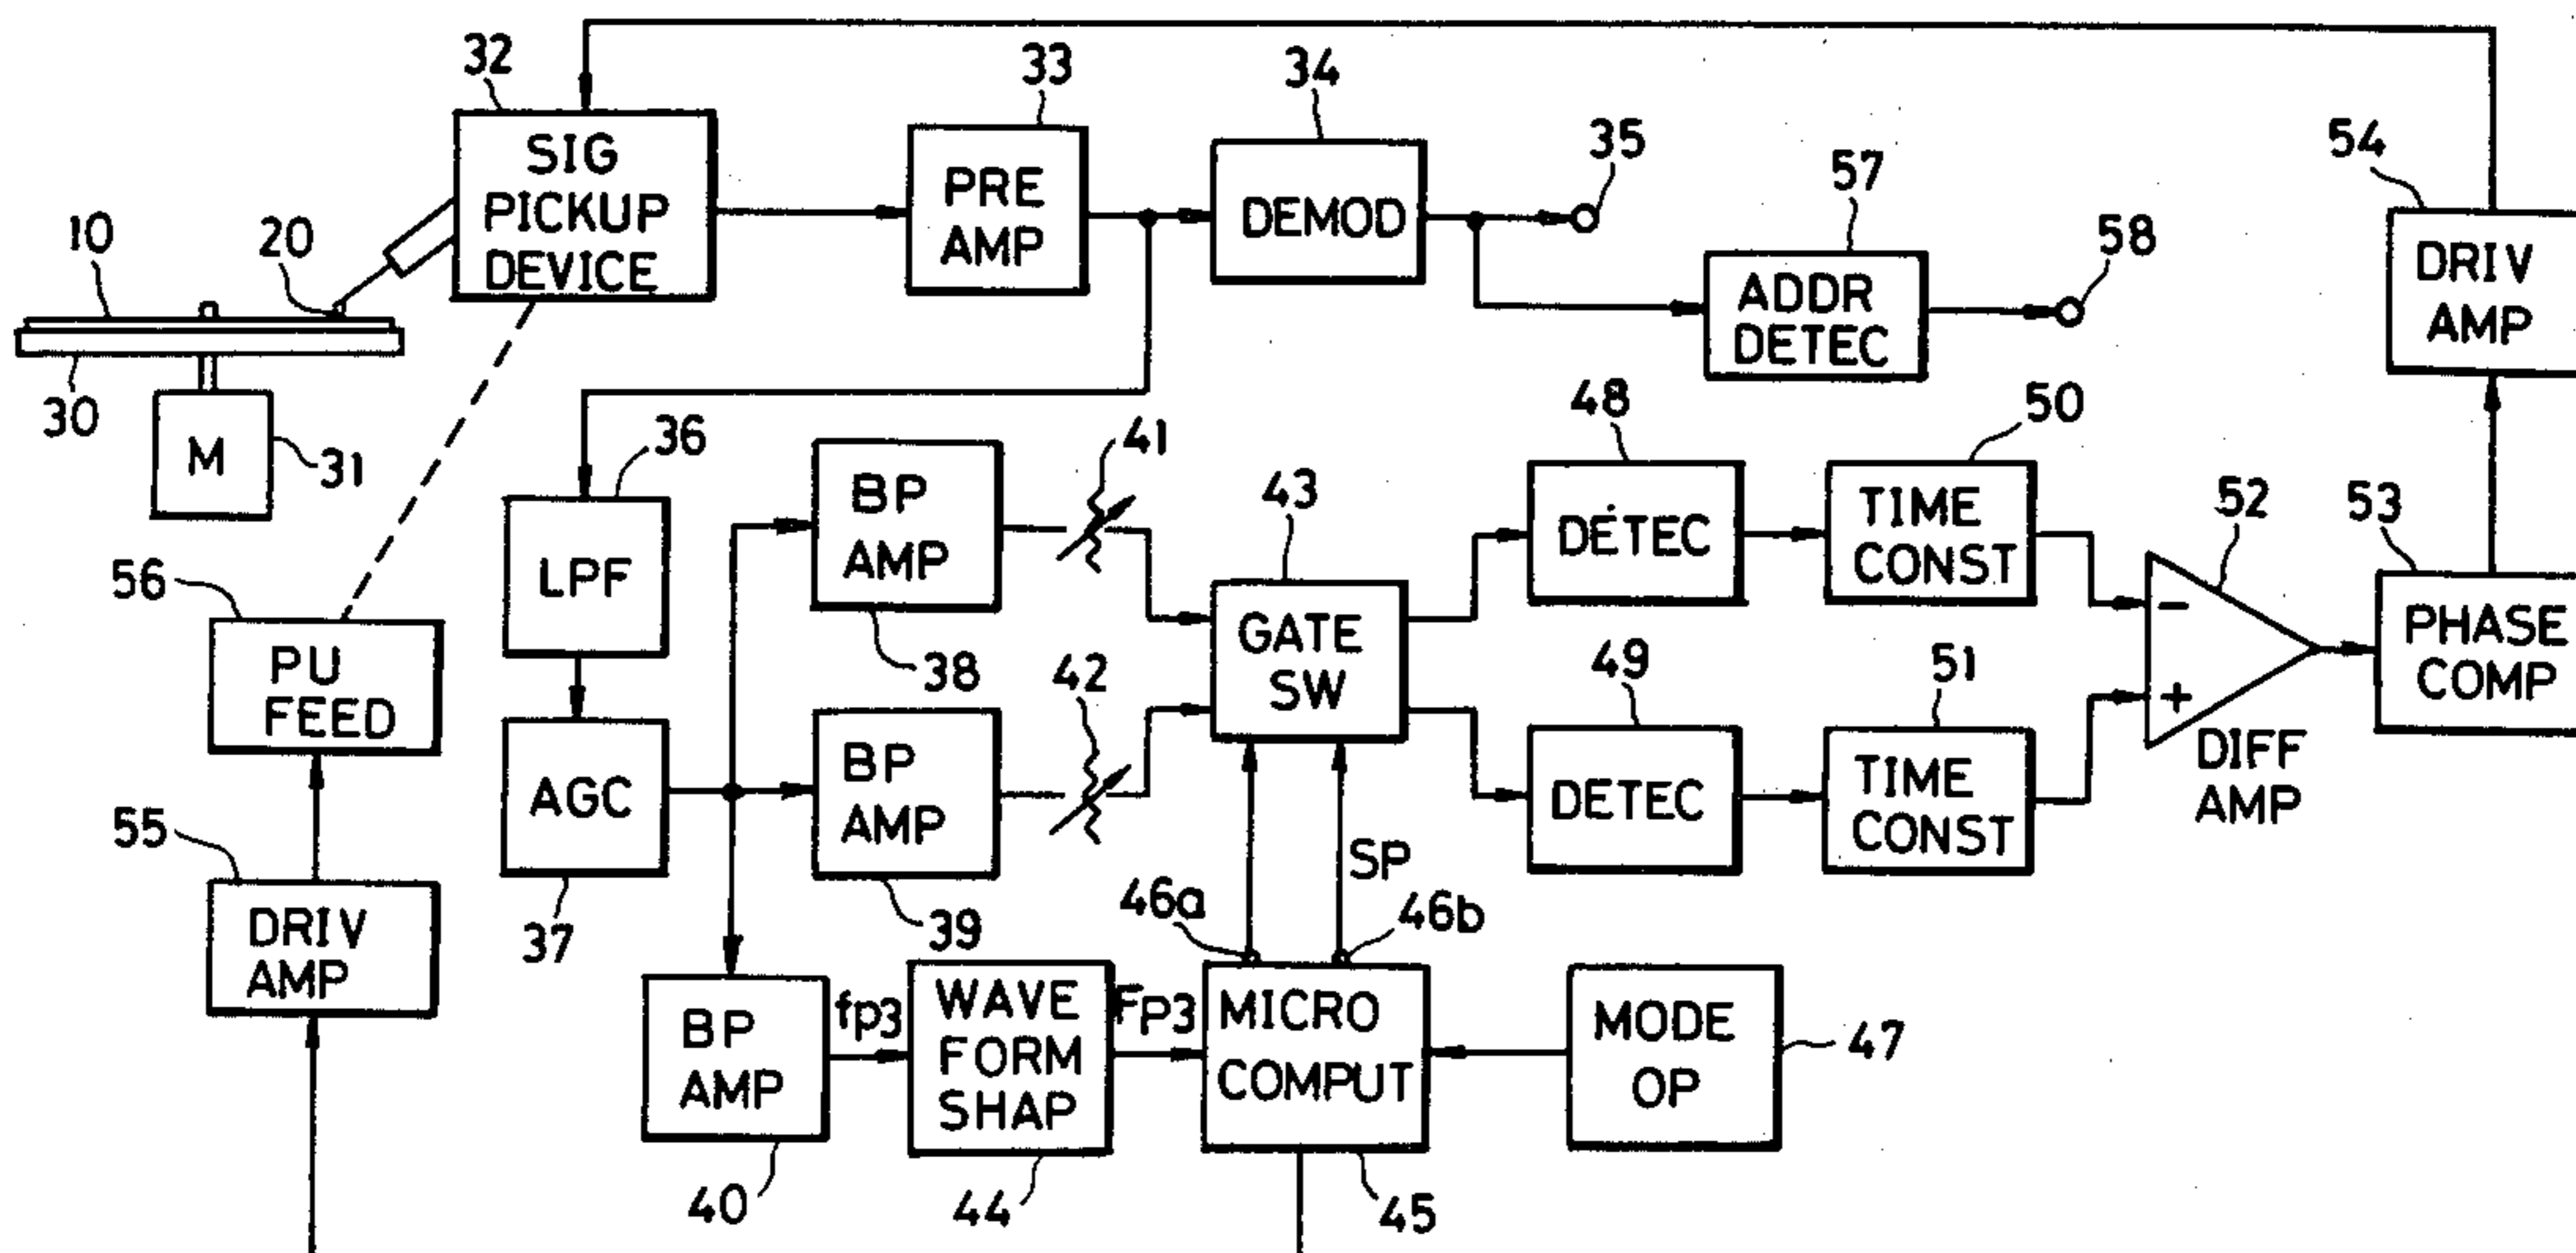 32
33
34
35
57
58
54
SIG
PICKUP
DEVICE
PRE
AMP
DEMOD
ADDR
DETEC
DRIV
AMP
10
20
30
M
31
36
38
41
43
48
50
52
53
LPF
BP
AMP
GATE
SW
DETEC
TIME
CONST
-
+
DIFF
AMP
PHASE
COMP
56
PU
FEED
AGC
37
BP
AMP
39
42
49
DETEC
51
TIME
CONST
55
DRIV
AMP
SP
46a
46b
BP
AMP
40
fp3
WAVE
FORM
SHAP
44
Fp3
MICRO
COMPUT
45
MODE
OP
47